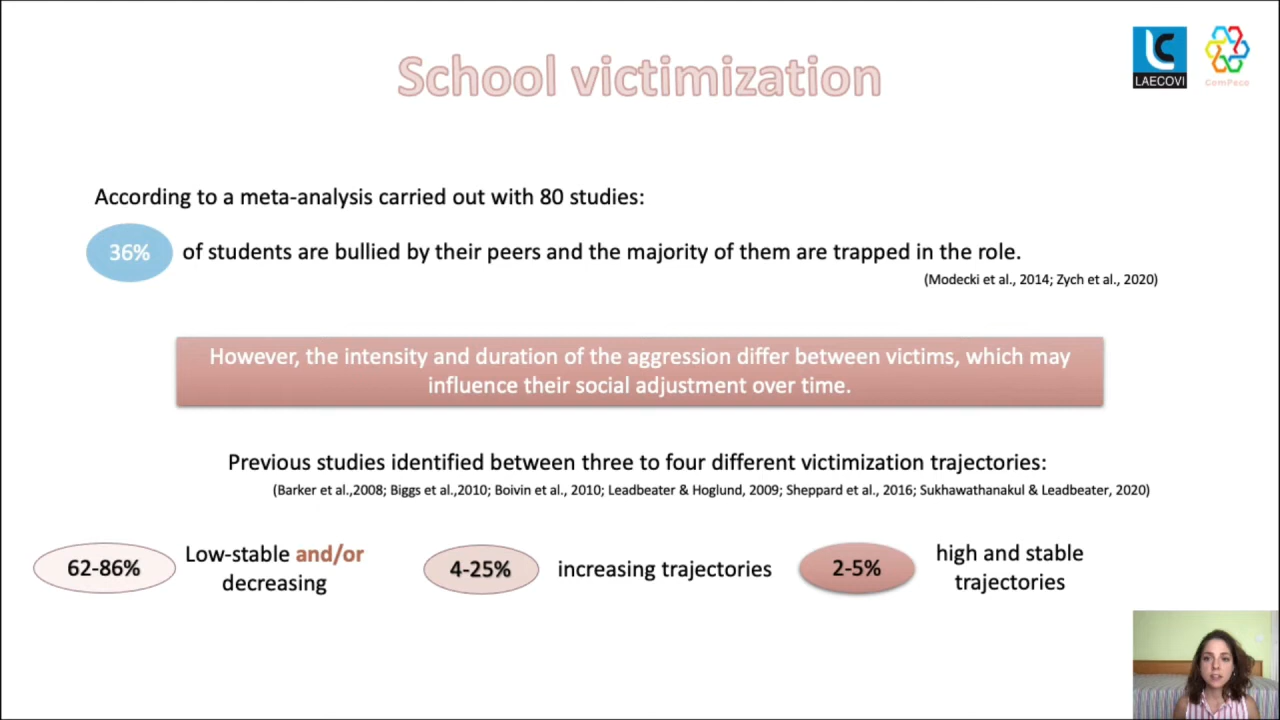 School victimization
LAECOVI
ComPeco
According to a meta-analysis carried out with 80 studies:
36% of students are bullied by their peers and the majority of them are trapped in the role.
(Modecki et al., 2014; Zych et al., 2020)
However, the intensity and duration of the aggression differ between victims, which may
influence their social adjustment over time.
Previous studies identified between three to four different victimization trajectories:
(Barker et al.,2008; Biggs et al.,2010; Boivin et al., 2010; Leadbeater & Hoglund, 2009; Sheppard et al., 2016; Sukhawathanakul & Leadbeater, 2020)
62-86%
Low-stable and/or
decreasing
4-25%
increasing trajectories
2-5%
high and stable
trajectories